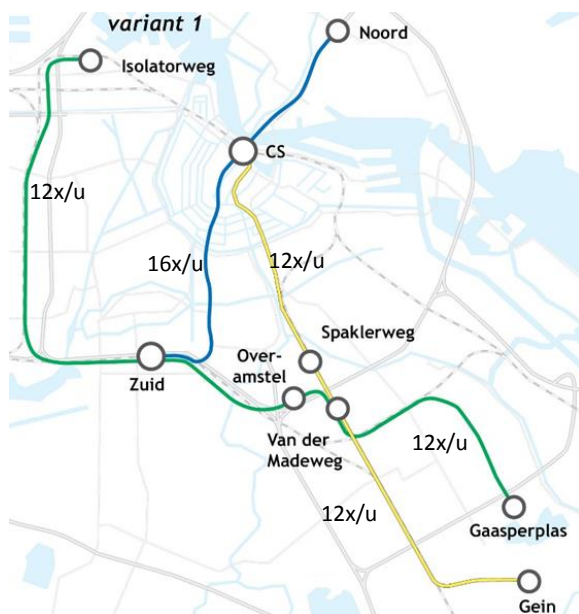 variant 1
Noord
Isolatorweg
CS
12x/u
16x/u
12x/u
Spaklerweg
Over-
amstel
Zuid
Van der
Madeweg
12x/u
12x/u
Gaasperplas
Gein